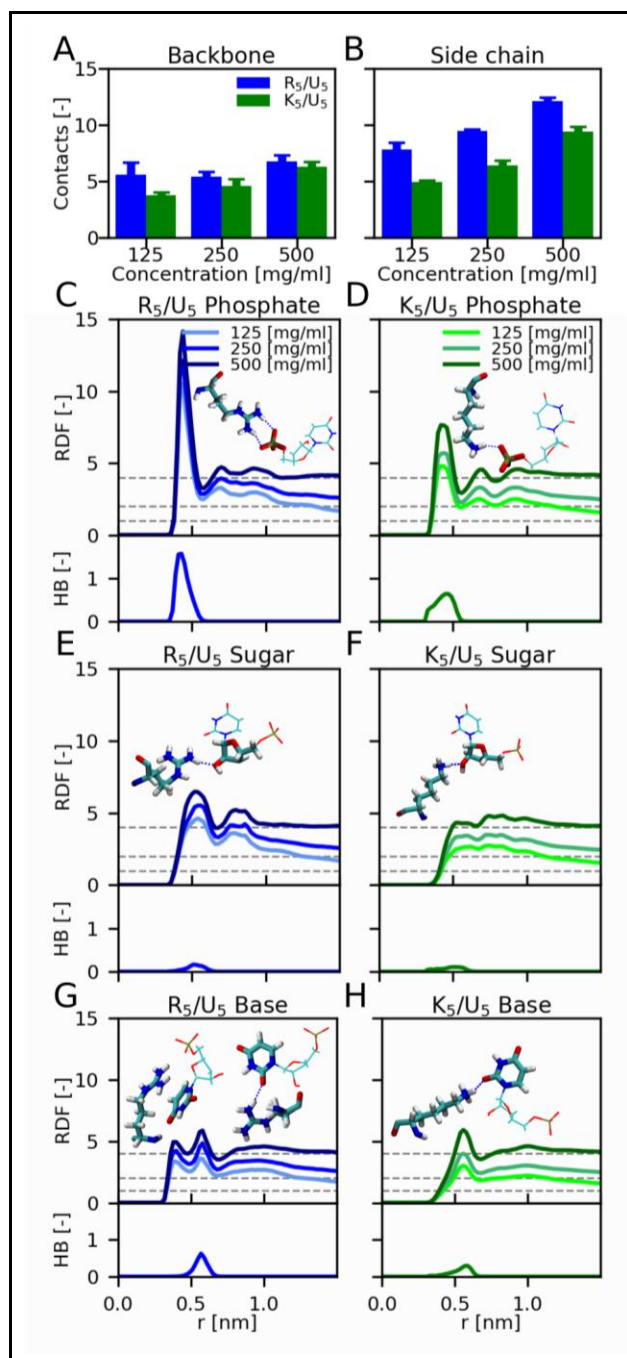 A Backbone B Side chain
15
R₅/U₅
K₅/U₅
10
Contacts [-]
5
0
125 250 500 125 250 500
Concentration [mg/ml] Concentration [mg/ml]
C R₅/U₅ Phosphate D K₅/U₅ Phosphate
15
125 [mg/ml] 125 [mg/ml]
250 [mg/ml] 250 [mg/ml]
500 [mg/ml] 500 [mg/ml]
10
RDF [-]
5
0
HB [-]
1
0
E R₅/U₅ Sugar F K₅/U₅ Sugar
15
10
RDF [-]
5
0
HB [-]
1
0
G R₅/U₅ Base H K₅/U₅ Base
15
10
RDF [-]
5
0
HB [-]
1
0
0.0 0.5 1.0 0.0 0.5 1.0
r [nm] r [nm]